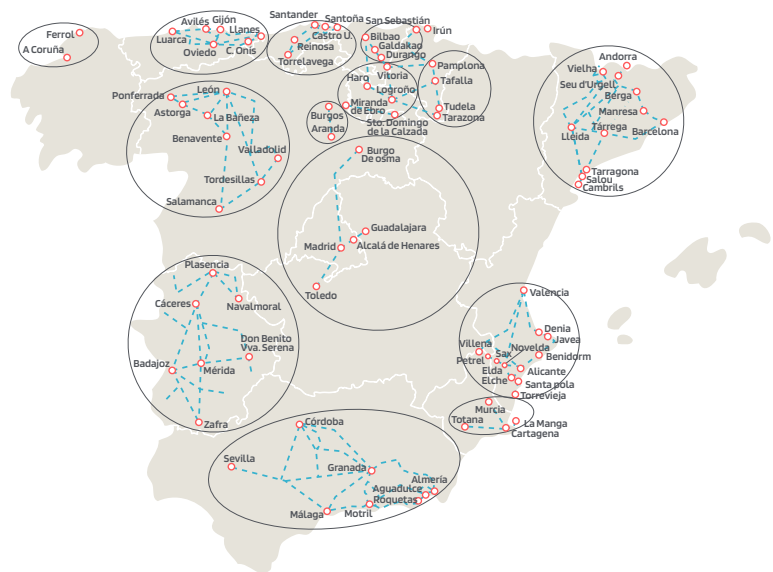 Ferrol
A Coruña
Avilés
Gijón
Luarca
Llanes
Oviedo
C. Onis
Santander
Santoña
Castro U.
Reinosa
Torrelavega
San Sebastián
Irún
Bilbao
Galdakao
Durango
Haro
Vitoria
Logroño
Miranda
de Ebro
Sto. Domingo
de la Calzada
Pamplona
Tafalla
Tudela
Tarazona
Burgos
Aranda
León
Ponferrada
Astorga
La Bañeza
Benavente
Valladolid
Tordesillas
Salamanca
Andorra
Vielha
Seu d'Urgell
Berga
Manresa
Lleida
Tárrega
Barcelona
Tarragona
Salou
Cambrils
Burgo
De osma
Guadalajara
Madrid
Alcalá de Henares
Toledo
Plasencia
Cáceres
Navalmoral
Don Benito
Vva. Serena
Badajoz
Mérida
Zafra
Valencia
Denia
Javea
Villena
Novelda
Sax
Petrel
Benidorm
Elda
Alicante
Elche
Santa pola
Torrevieja
Murcia
Totana
La Manga
Cartagena
Córdoba
Sevilla
Granada
Almería
Aguadulce
Roquetas
Málaga
Motril